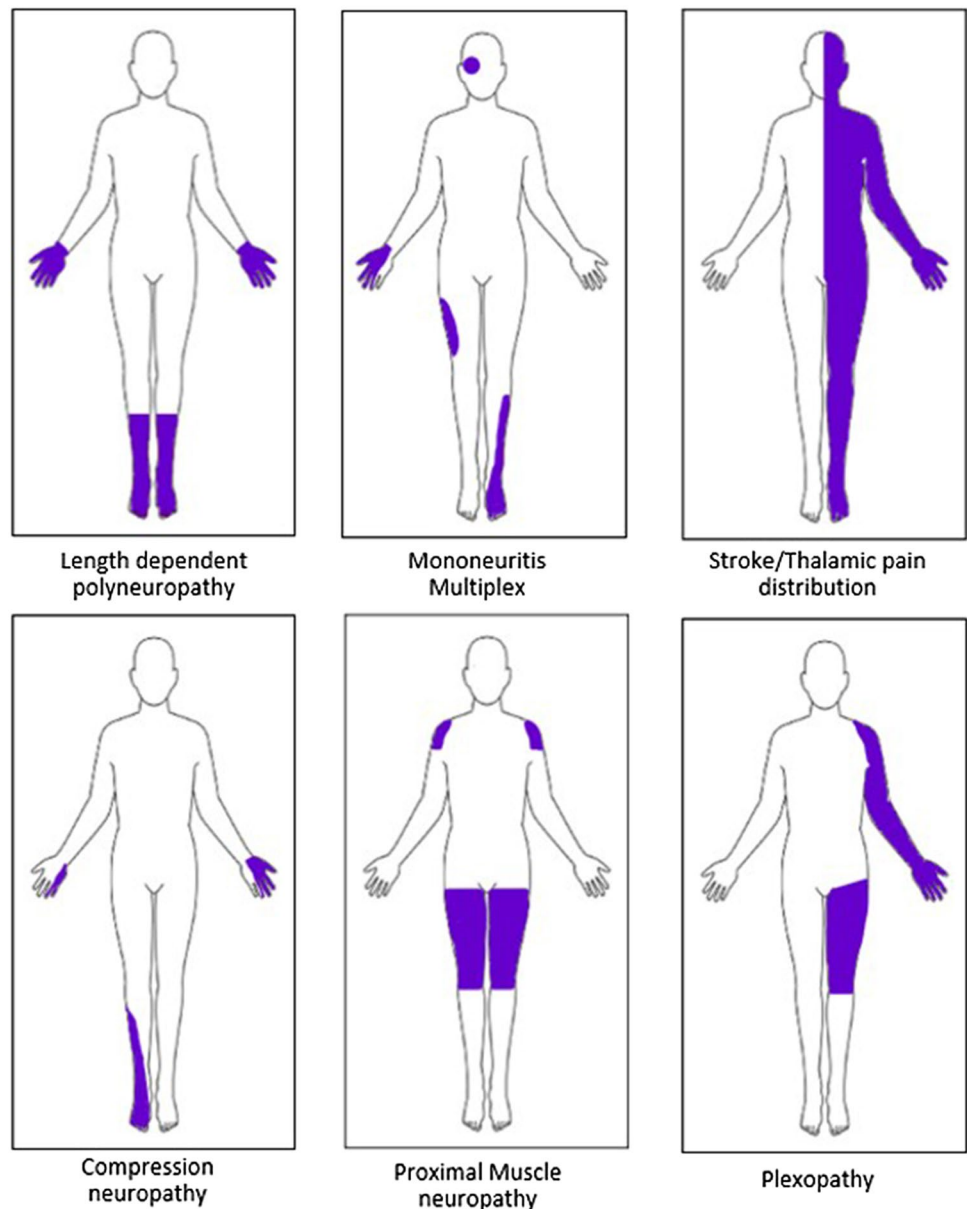 Length dependent
polyneuropathy
Mononeuritis
Multiplex
Stroke/Thalamic pain
distribution
Compression
neuropathy
Proximal Muscle
neuropathy
Plexopathy